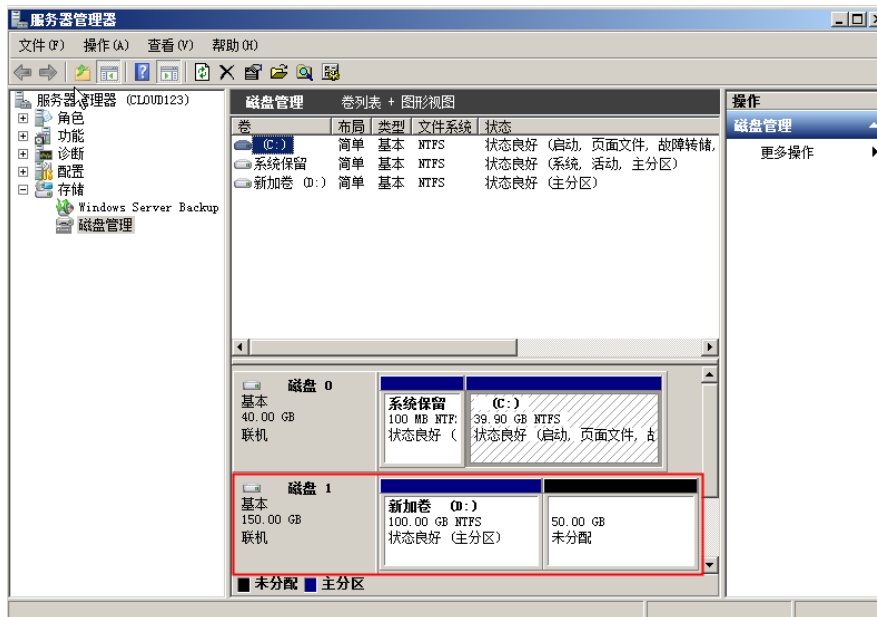 服务器管理器
文件(F) 操作(A) 查看(V) 帮助(H)
服务器管理器 (CLOUD123)
角色
功能
诊断
配置
存储
Windows Server Backup
磁盘管理
磁盘管理 卷列表 + 图形视图
卷 布局 类型 文件系统 状态
(C:) 简单 基本 NTFS 状态良好 (启动, 页面文件, 故障转储,
系统保留 简单 基本 NTFS 状态良好 (系统, 活动, 主分区)
新加卷 (D:) 简单 基本 NTFS 状态良好 (主分区)
磁盘 0
基本
40.00 GB
联机
系统保留
100 MB NTF
状态良好 (
(C:)
39.90 GB NTFS
状态良好 (启动, 页面文件, 故
磁盘 1
基本
150.00 GB
联机
新加卷 (D:)
100.00 GB NTFS
状态良好 (主分区)
50.00 GB
未分配
未分配 主分区
操作
磁盘管理
更多操作